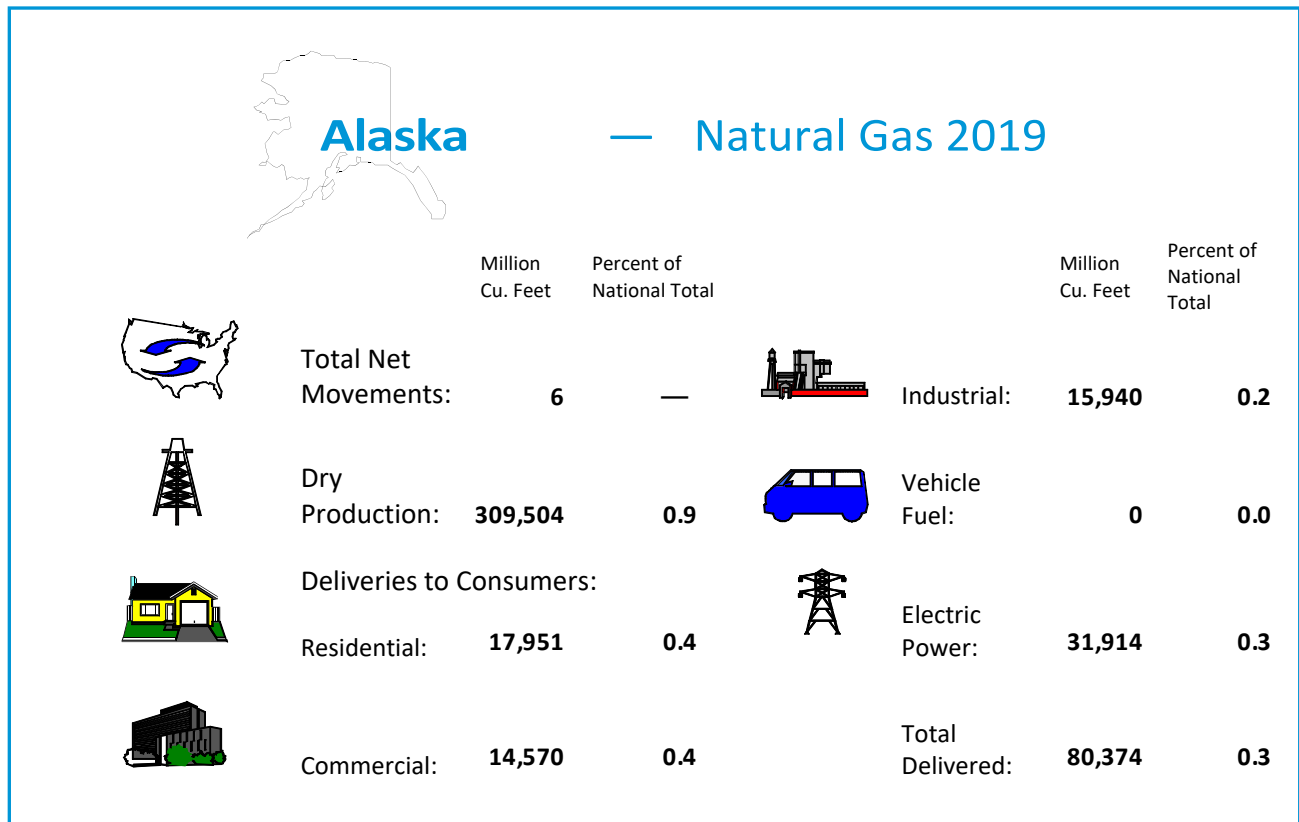 Alaska — Natural Gas 2019
Million
Cu. Feet
Percent of
National Total
Total Net
Movements: 6 —
Dry
Production: 309,504 0.9
Deliveries to Consumers:
Residential: 17,951 0.4
Commercial: 14,570 0.4
Million
Cu. Feet
Percent of
National
Total
Industrial: 15,940 0.2
Vehicle
Fuel: 0 0.0
Electric
Power: 31,914 0.3
Total
Delivered: 80,374 0.3